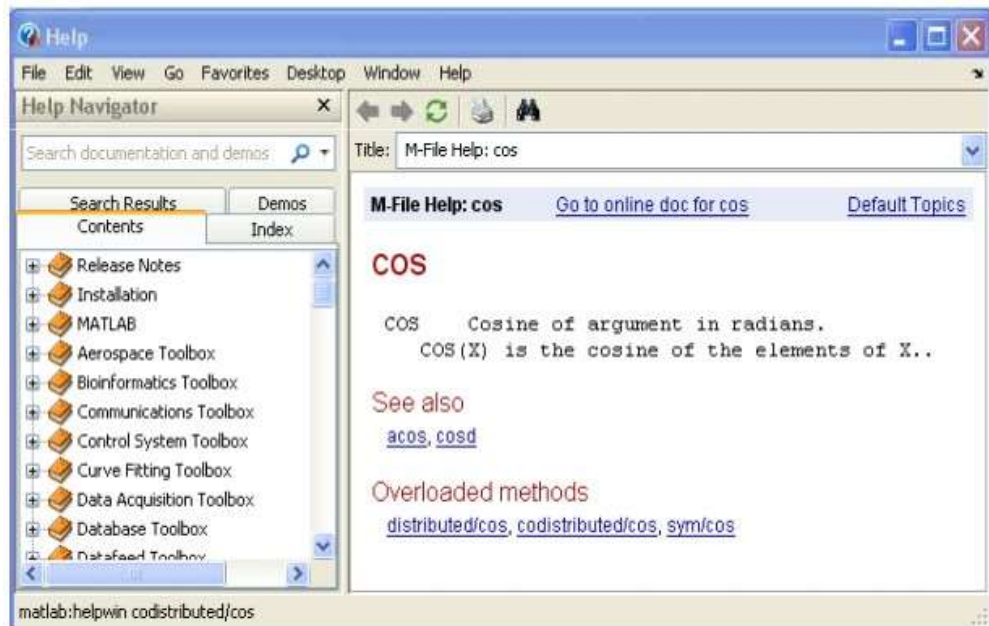 Help
File Edit View Go Favorites Desktop Window Help
Help Navigator
Search documentation and demos
Search Results Demos
Contents Index
Release Notes
Installation
MATLAB
Aerospace Toolbox
Bioinformatics Toolbox
Communications Toolbox
Control System Toolbox
Curve Fitting Toolbox
Data Acquisition Toolbox
Database Toolbox
Datafeed Toolbox
Title: M-File Help: cos
M-File Help: cos Go to online doc for cos Default Topics
COS
COS Cosine of argument in radians.
COS(X) is the cosine of the elements of X..
See also
acos, cosd
Overloaded methods
distributed/cos, codistributed/cos, sym/cos
matlab:helpwin codistributed/cos